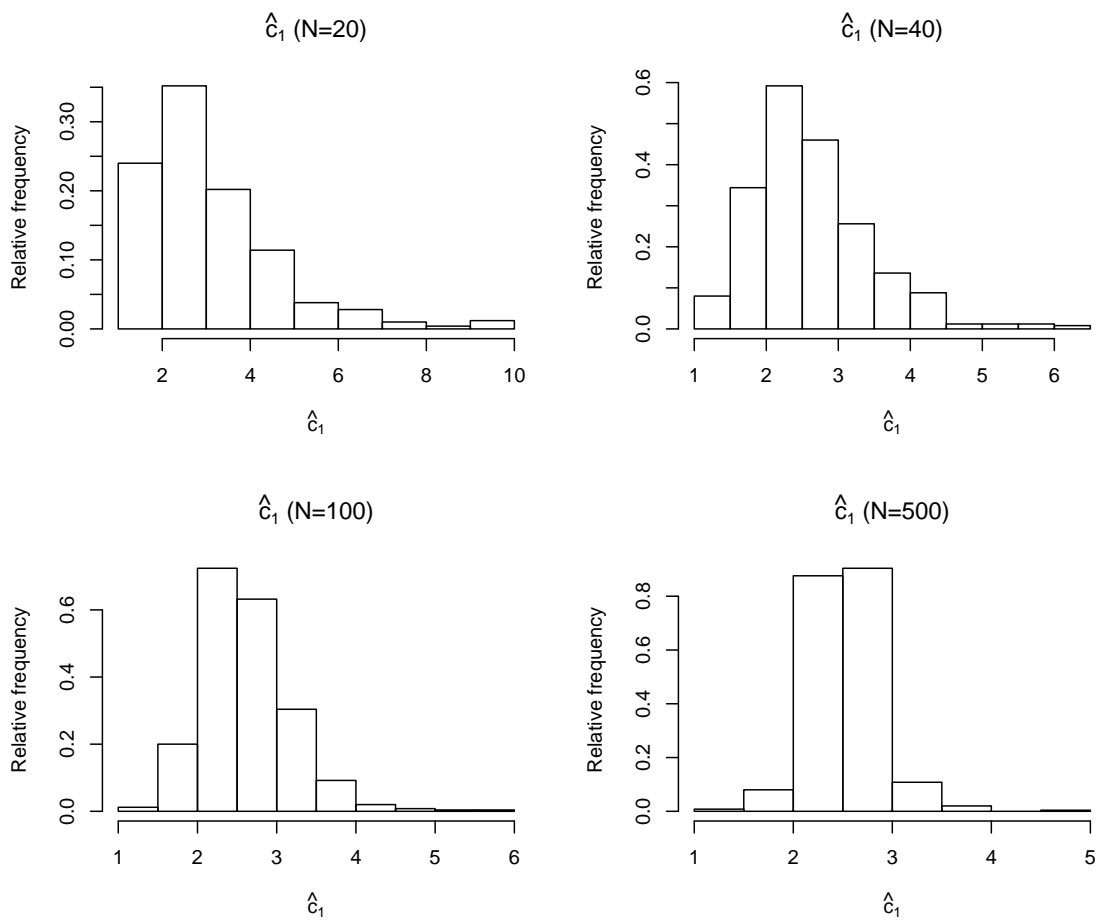 ĉ₁ (N=20)
Relative frequency
0.00 0.10 0.20 0.30
2 4 6 8 10
ĉ₁
ĉ₁ (N=40)
Relative frequency
0.0 0.2 0.4 0.6
1 2 3 4 5 6
ĉ₁
ĉ₁ (N=100)
Relative frequency
0.0 0.2 0.4 0.6
1 2 3 4 5 6
ĉ₁
ĉ₁ (N=500)
Relative frequency
0.0 0.2 0.4 0.6 0.8
1 2 3 4 5
ĉ₁